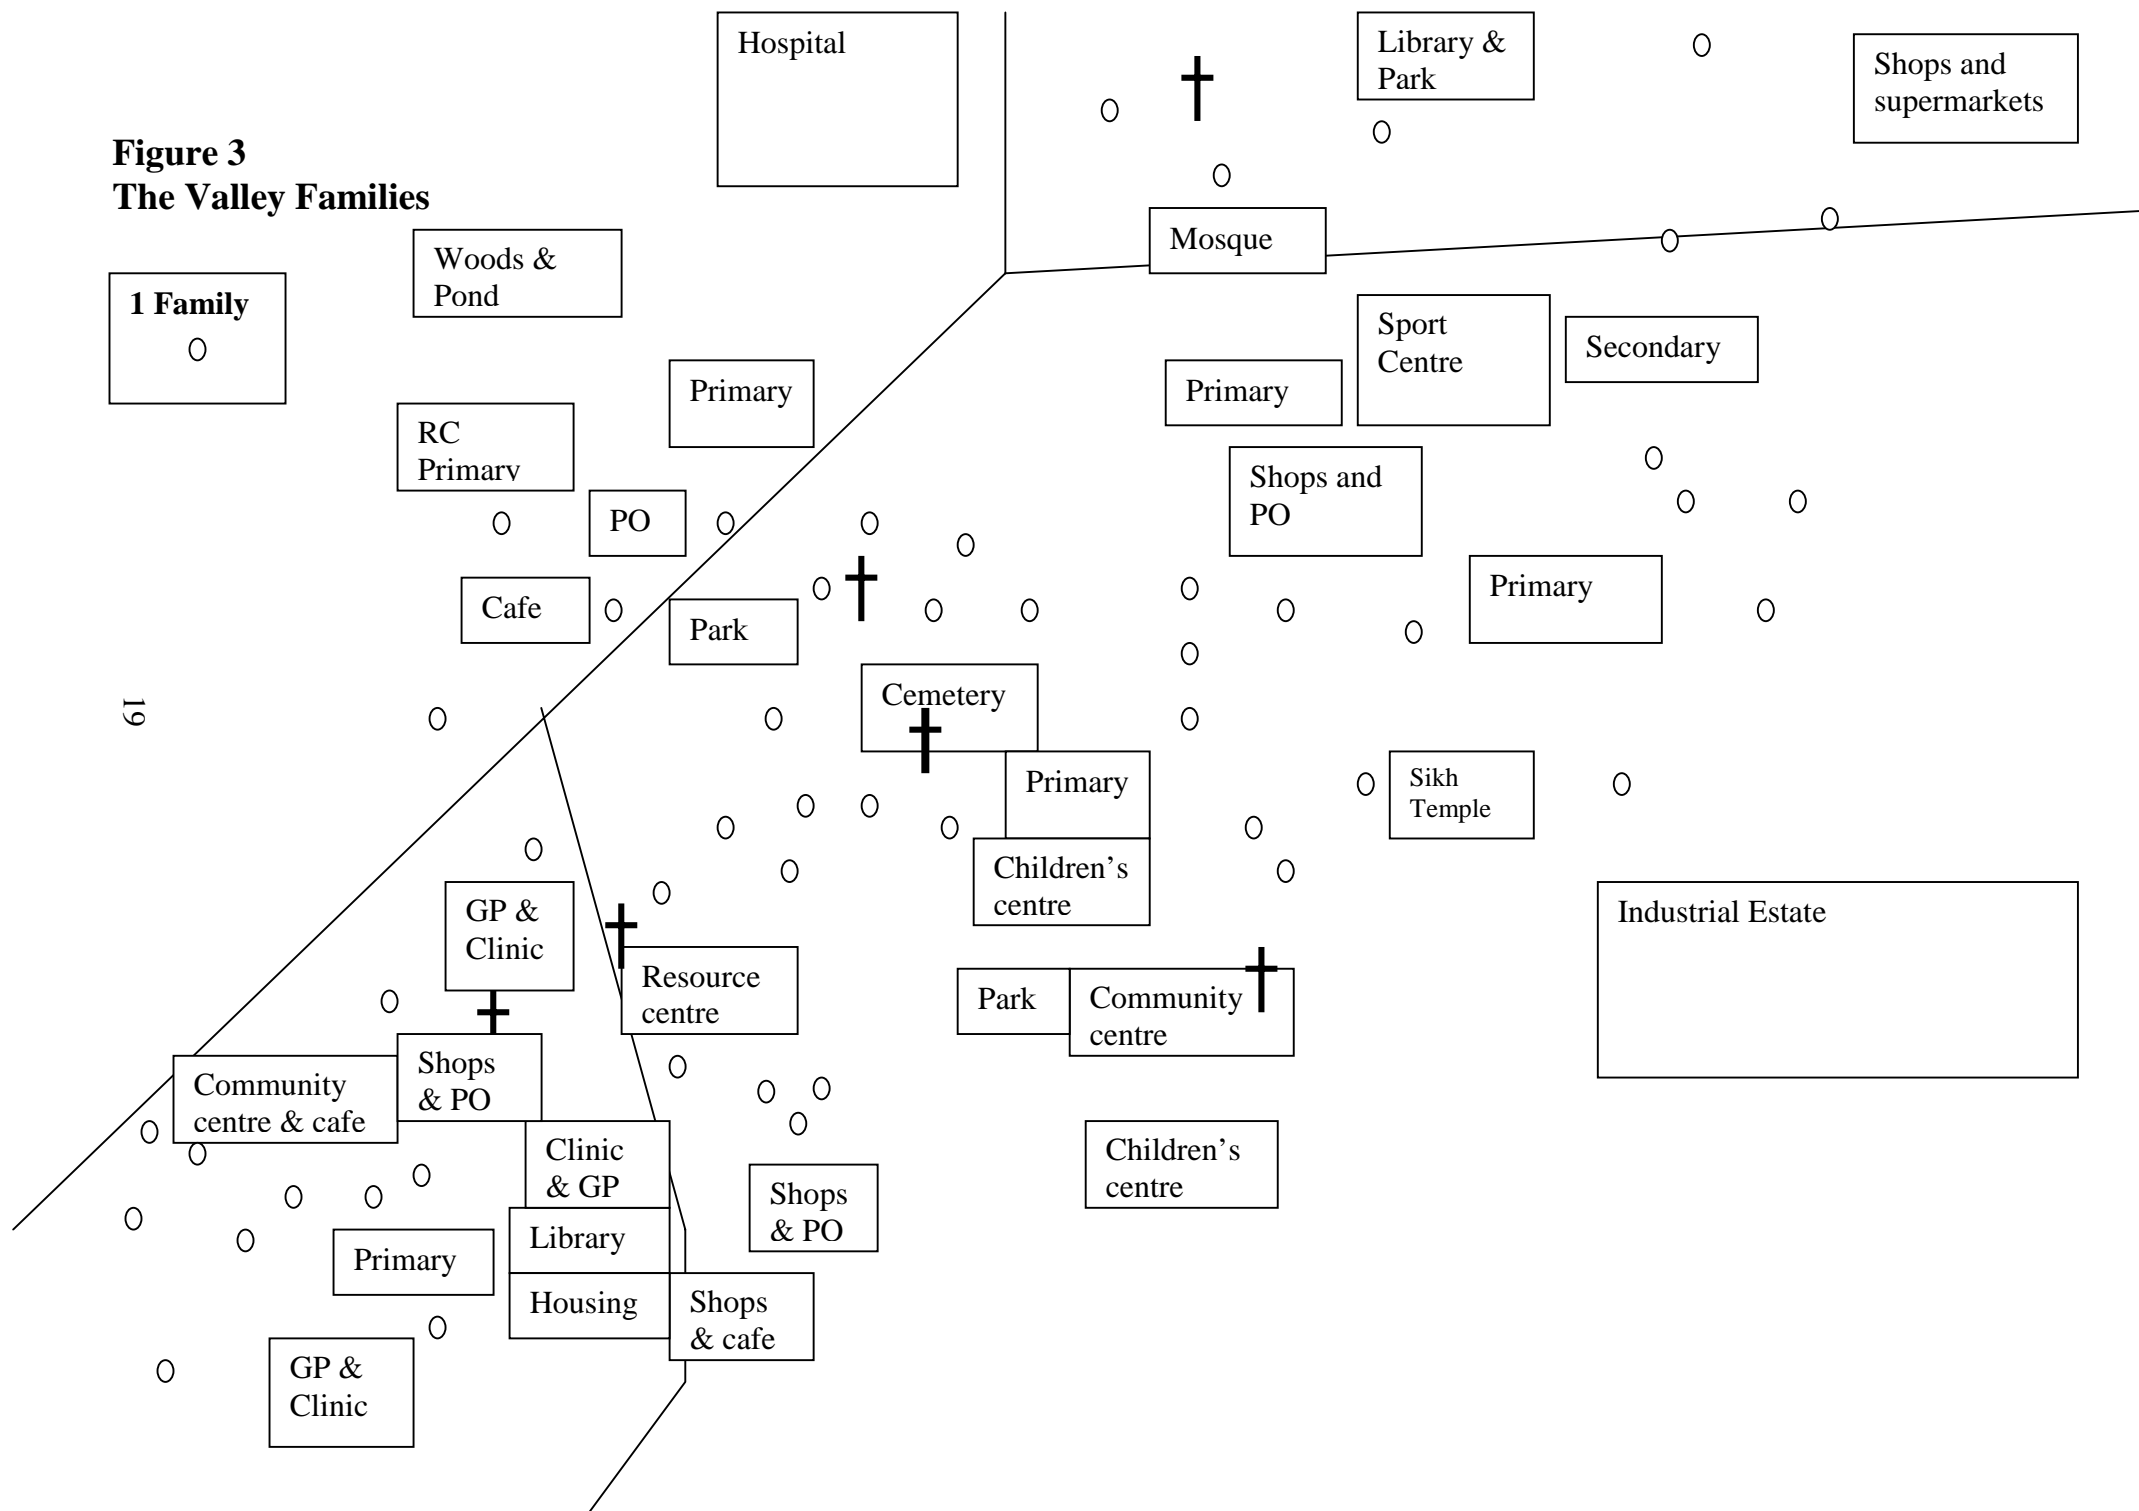 Figure 3
The Valley Families
1 Family
Hospital
Library &
Park
Shops and
supermarkets
Mosque
Woods &
Pond
Primary
RC
Primary
PO
Cafe
Park
Sport
Centre
Secondary
Primary
Shops and
PO
Primary
Cemetery
Primary
Children’s
centre
Sikh
Temple
Industrial Estate
19
GP &
Clinic
Resource
centre
Park
Community
centre
Community
centre & cafe
Shops
& PO
Clinic
& GP
Shops
& PO
Children’s
centre
Library
Primary
Housing
Shops
& cafe
GP &
Clinic